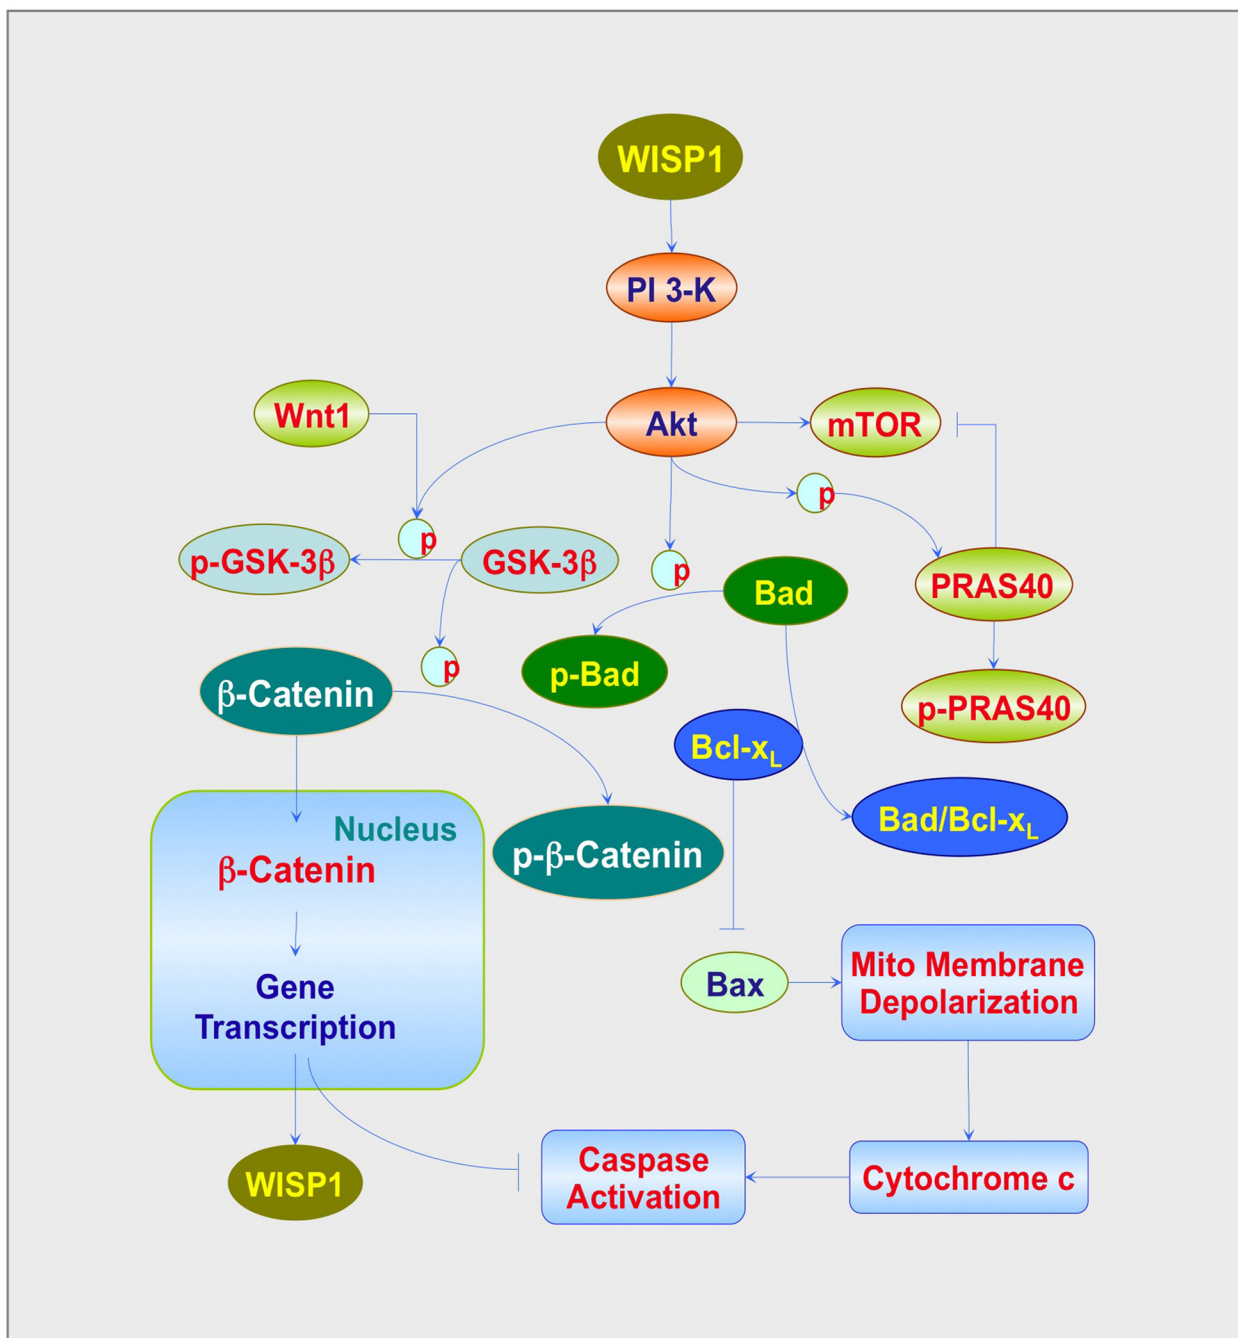 WISP1
PI 3-K
Wnt1
Akt
mTOR
p
p
p-GSK-3β
GSK-3β
p
Bad
PRAS40
p
p-Bad
β-Catenin
p-PRAS40
Bcl-xL
Nucleus
Bad/Bcl-xL
β-Catenin
p-β-Catenin
Gene
Transcription
Bax
Mito Membrane
Depolarization
WISP1
Caspase
Activation
Cytochrome c